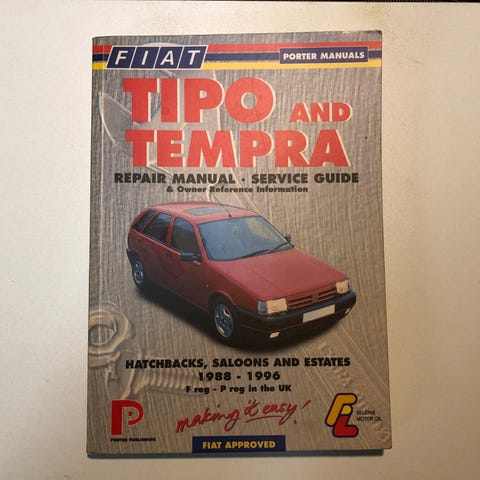 FIAT
PORTER MANUALS
TIPO AND
TEMPRA
REPAIR MANUAL · SERVICE GUIDE
& Owner Reference Information
HATCHBACKS, SALOONS AND ESTATES
1988 - 1996
F reg - P reg in the UK
making it easy!
P
PORTER PUBLISHING
FL
SELENIA
MOTOR OIL
FIAT APPROVED